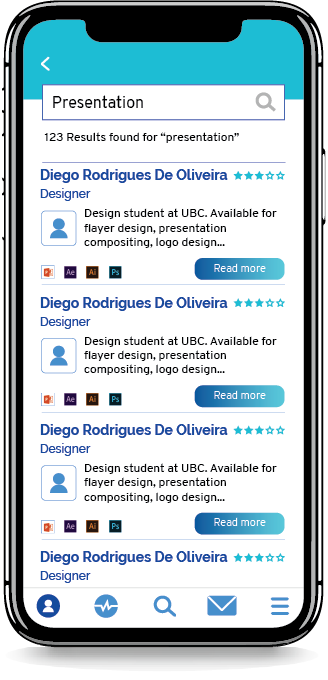 Presentation
123 Results found for “presentation”
Diego Rodrigues De Oliveira
Designer
Design student at UBC. Available for
flayer design, presentation
compositing, logo design...
Ae Ai Ps
Read more
Diego Rodrigues De Oliveira
Designer
Design student at UBC. Available for
flayer design, presentation
compositing, logo design...
Ae Ai Ps
Read more
Diego Rodrigues De Oliveira
Designer
Design student at UBC. Available for
flayer design, presentation
compositing, logo design...
Ae Ai Ps
Read more
Diego Rodrigues De Oliveira
Designer